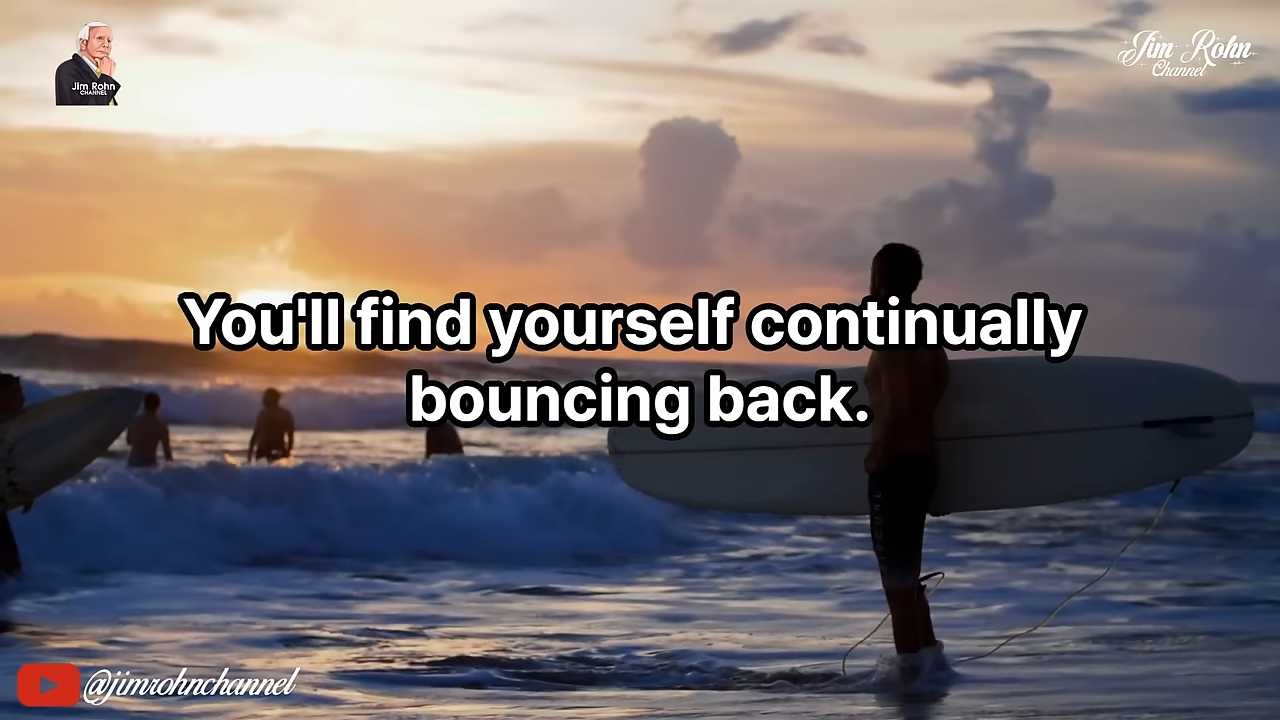 Jim Rohn
CHANNEL
Jim Rohn
Channel
You'll find yourself continually
bouncing back.
@jimrohnchannel